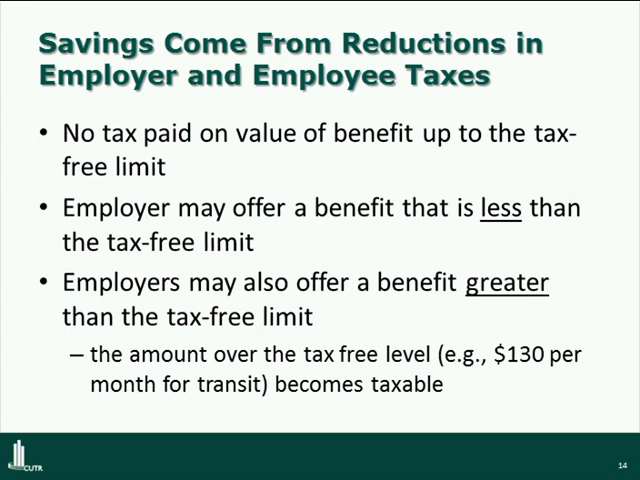 Savings Come From Reductions in
Employer and Employee Taxes
• No tax paid on value of benefit up to the tax-
free limit
• Employer may offer a benefit that is less than
the tax-free limit
• Employers may also offer a benefit greater
than the tax-free limit
– the amount over the tax free level (e.g., $130 per
month for transit) becomes taxable
CUTR
14